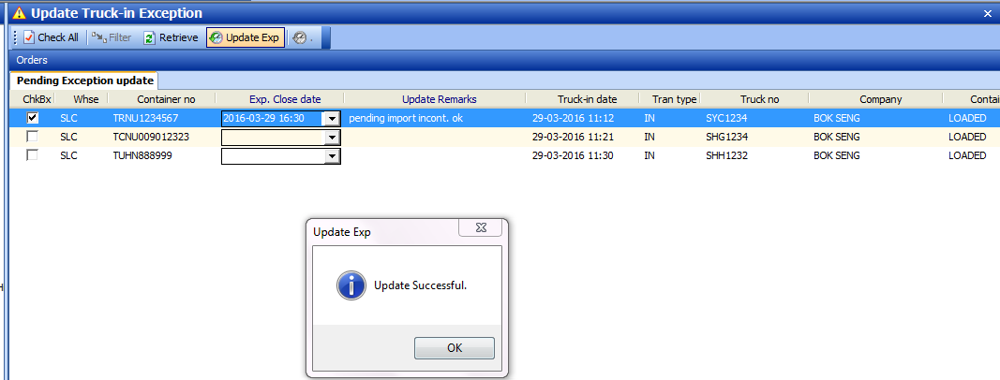 Update Truck-in Exception
Check All Filter Retrieve Update Exp .
Orders
Pending Exception update
ChkBx Whse Container no Exp. Close date Update Remarks Truck-in date Tran type Truck no Company Contai
SLC TRNU1234567 2016-03-29 16:30 pending import incont. ok 29-03-2016 11:12 IN SYC1234 BOK SENG LOADED
SLC TCNU009012323 29-03-2016 11:21 IN SHG1234 BOK SENG LOADED
SLC TUHN888999 29-03-2016 11:30 IN SHH1232 BOK SENG LOADED
Update Exp
Update Successful.
OK